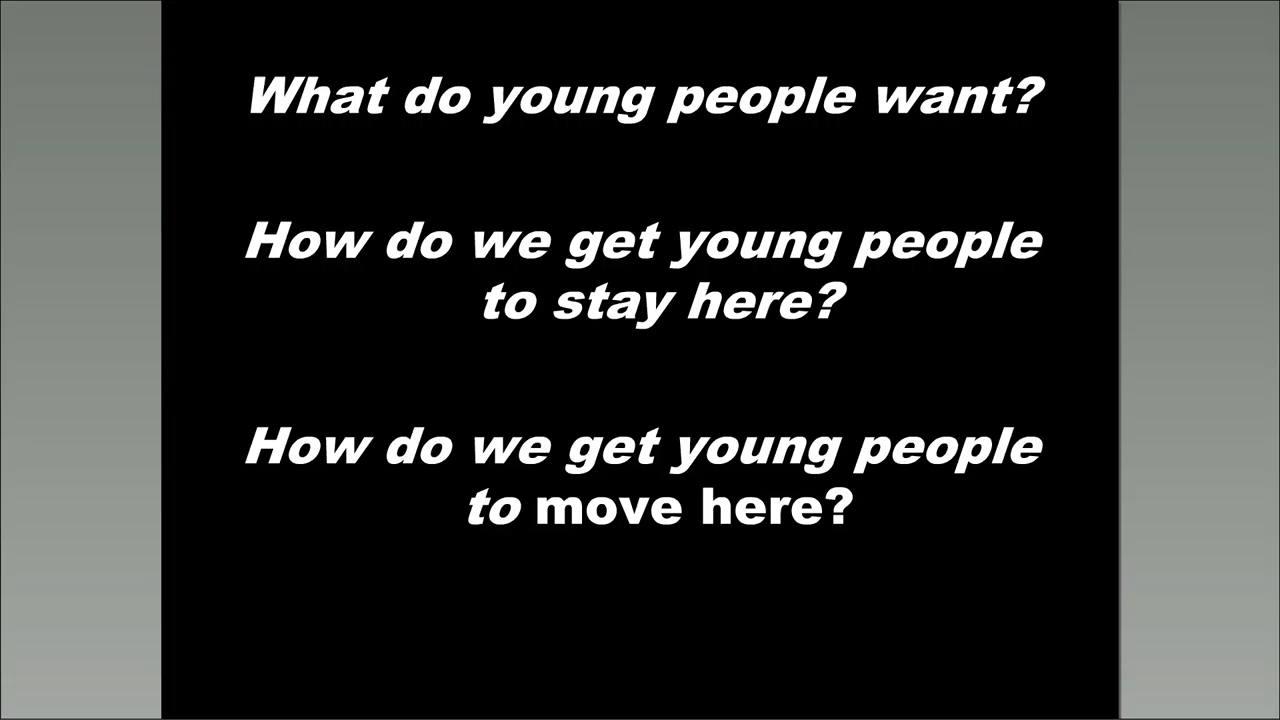 What do young people want?
How do we get young people
to stay here?
How do we get young people
to move here?